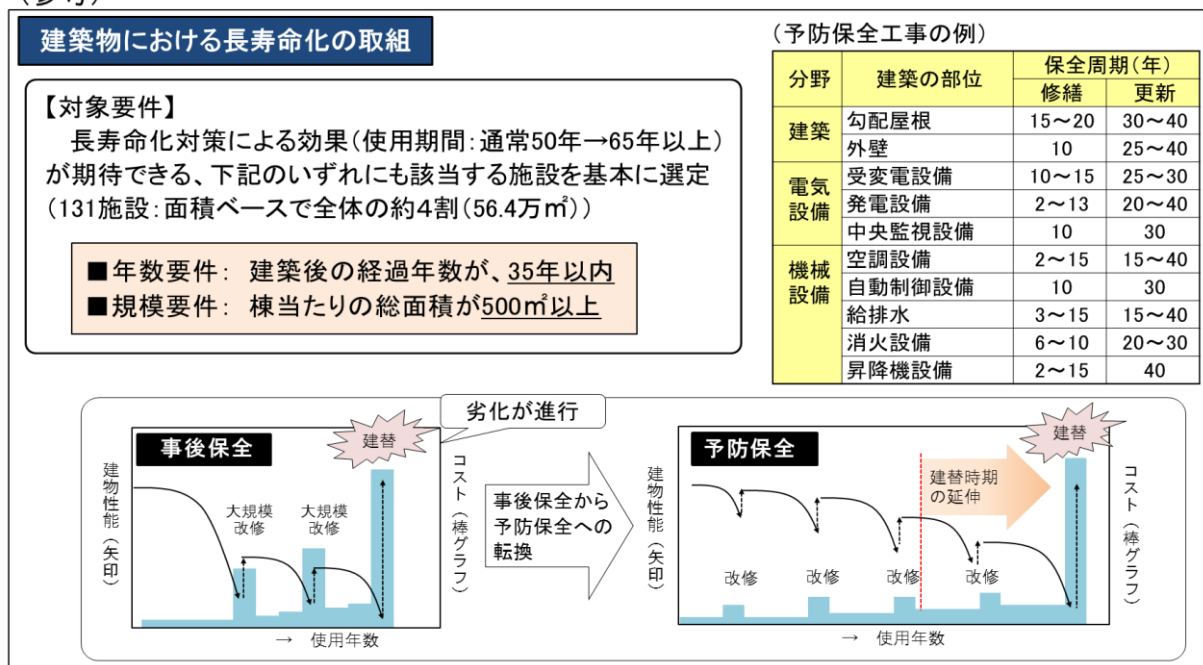 (参考)
建築物における長寿命化の取組
【対象要件】
長寿命化対策による効果(使用期間:通常50年→65年以上)
が期待できる、下記のいずれにも該当する施設を基本に選定
(131施設:面積ベースで全体の約4割(56.4万㎡))
■年数要件: 建築後の経過年数が、35年以内
■規模要件: 棟当たりの総面積が500㎡以上
(予防保全工事の例)
分野 建築の部位 保全周期(年)
修繕 更新
建築 勾配屋根 15~20 30~40
外壁 10 25~40
電気設備 受変電設備 10~15 25~30
発電設備 2~13 20~40
中央監視設備 10 30
機械設備 空調設備 2~15 15~40
自動制御設備 10 30
給排水 3~15 15~40
消火設備 6~10 20~30
昇降機設備 2~15 40
劣化が進行
事後保全
建替
建物性能(矢印)
大規模
改修
大規模
改修
コスト(棒グラフ)
→ 使用年数
事後保全から
予防保全への
転換
予防保全
建替
建物性能(矢印)
建替時期
の延伸
改修 改修 改修 改修
コスト(棒グラフ)
→ 使用年数